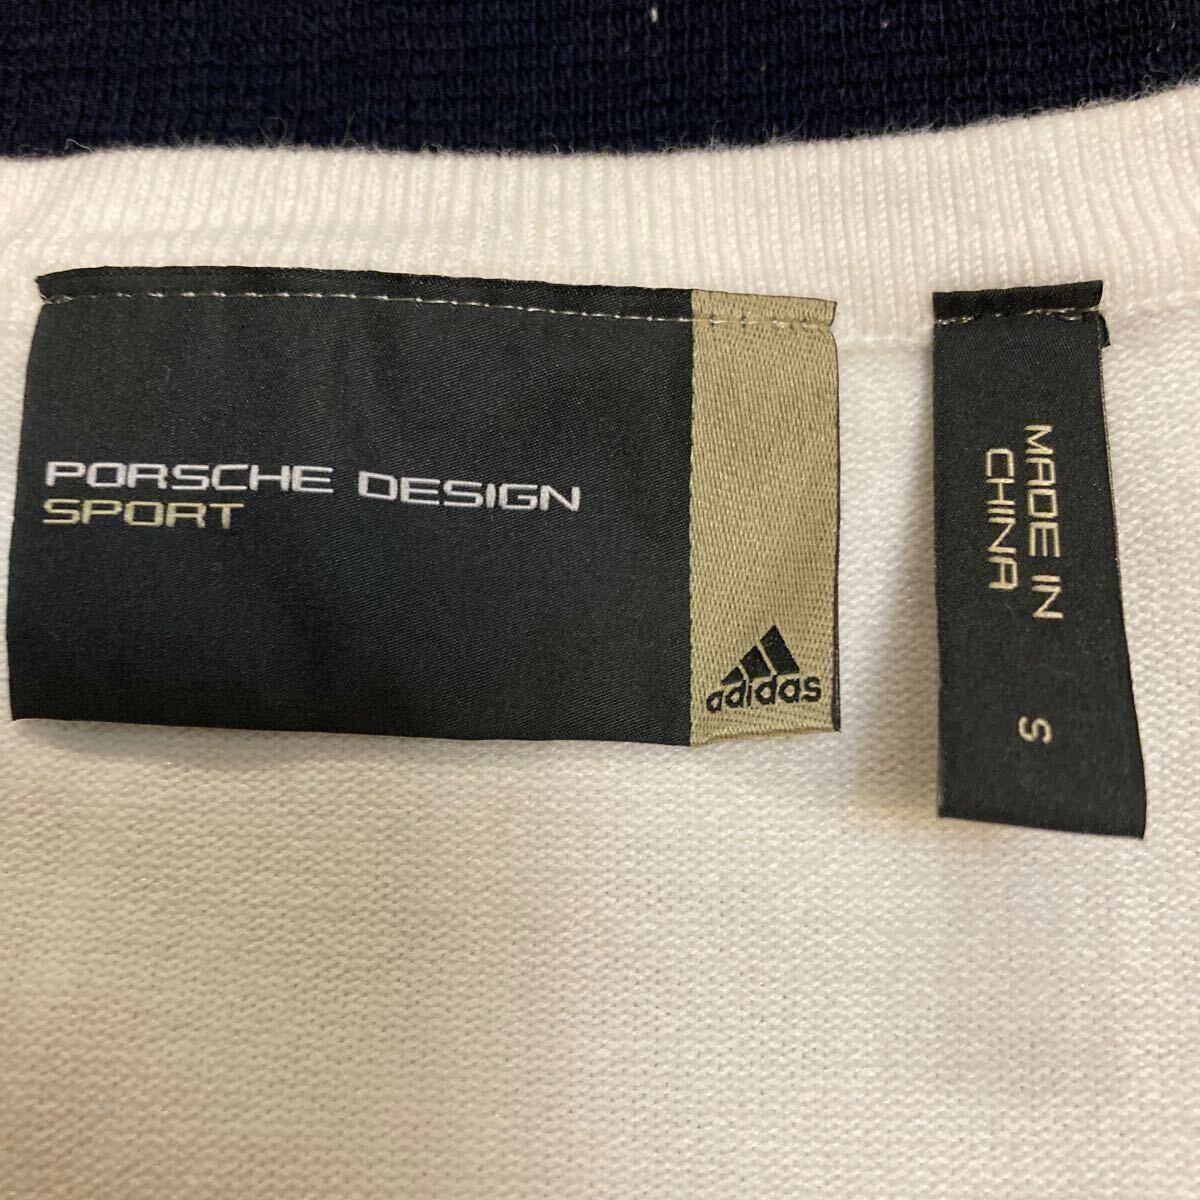 PORSCHE DESIGN
SPORT
adidas
MADE IN
CHINA
S